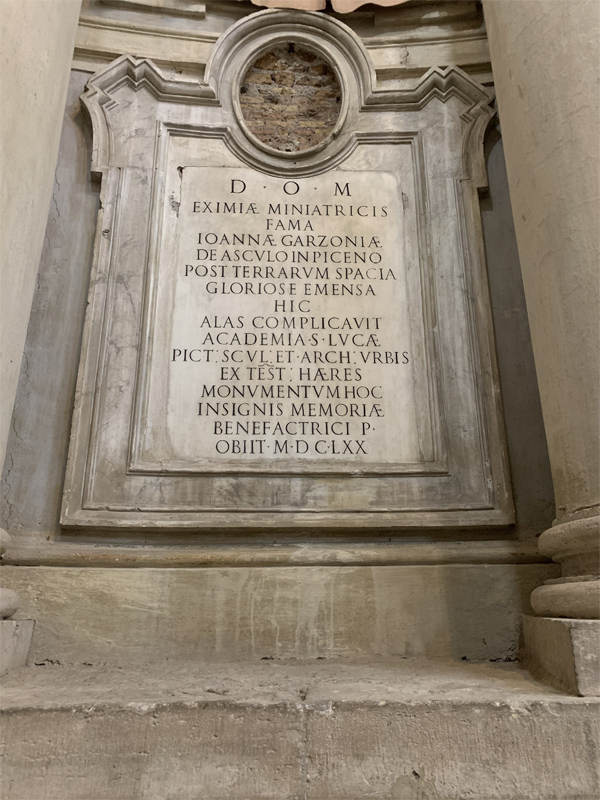 D · O · M
EXIMIÆ MINIATRICIS
FAMA
IOANNÆ GARZONIÆ
DE ASCVLO IN PICENO
POST TERRARVM SPACIA
GLORIOSE EMENSA
HIC
ALAS COMPLICAVIT
ACADEMIA·S·LVCÆ
PICT: SCVL: ET·ARCH: VRBIS
EX TEST: HÆRES
MONVMENTVM HOC
INSIGNIS MEMORIÆ
BENEFACTRICI P·
OBIIT·M·D C·LXX